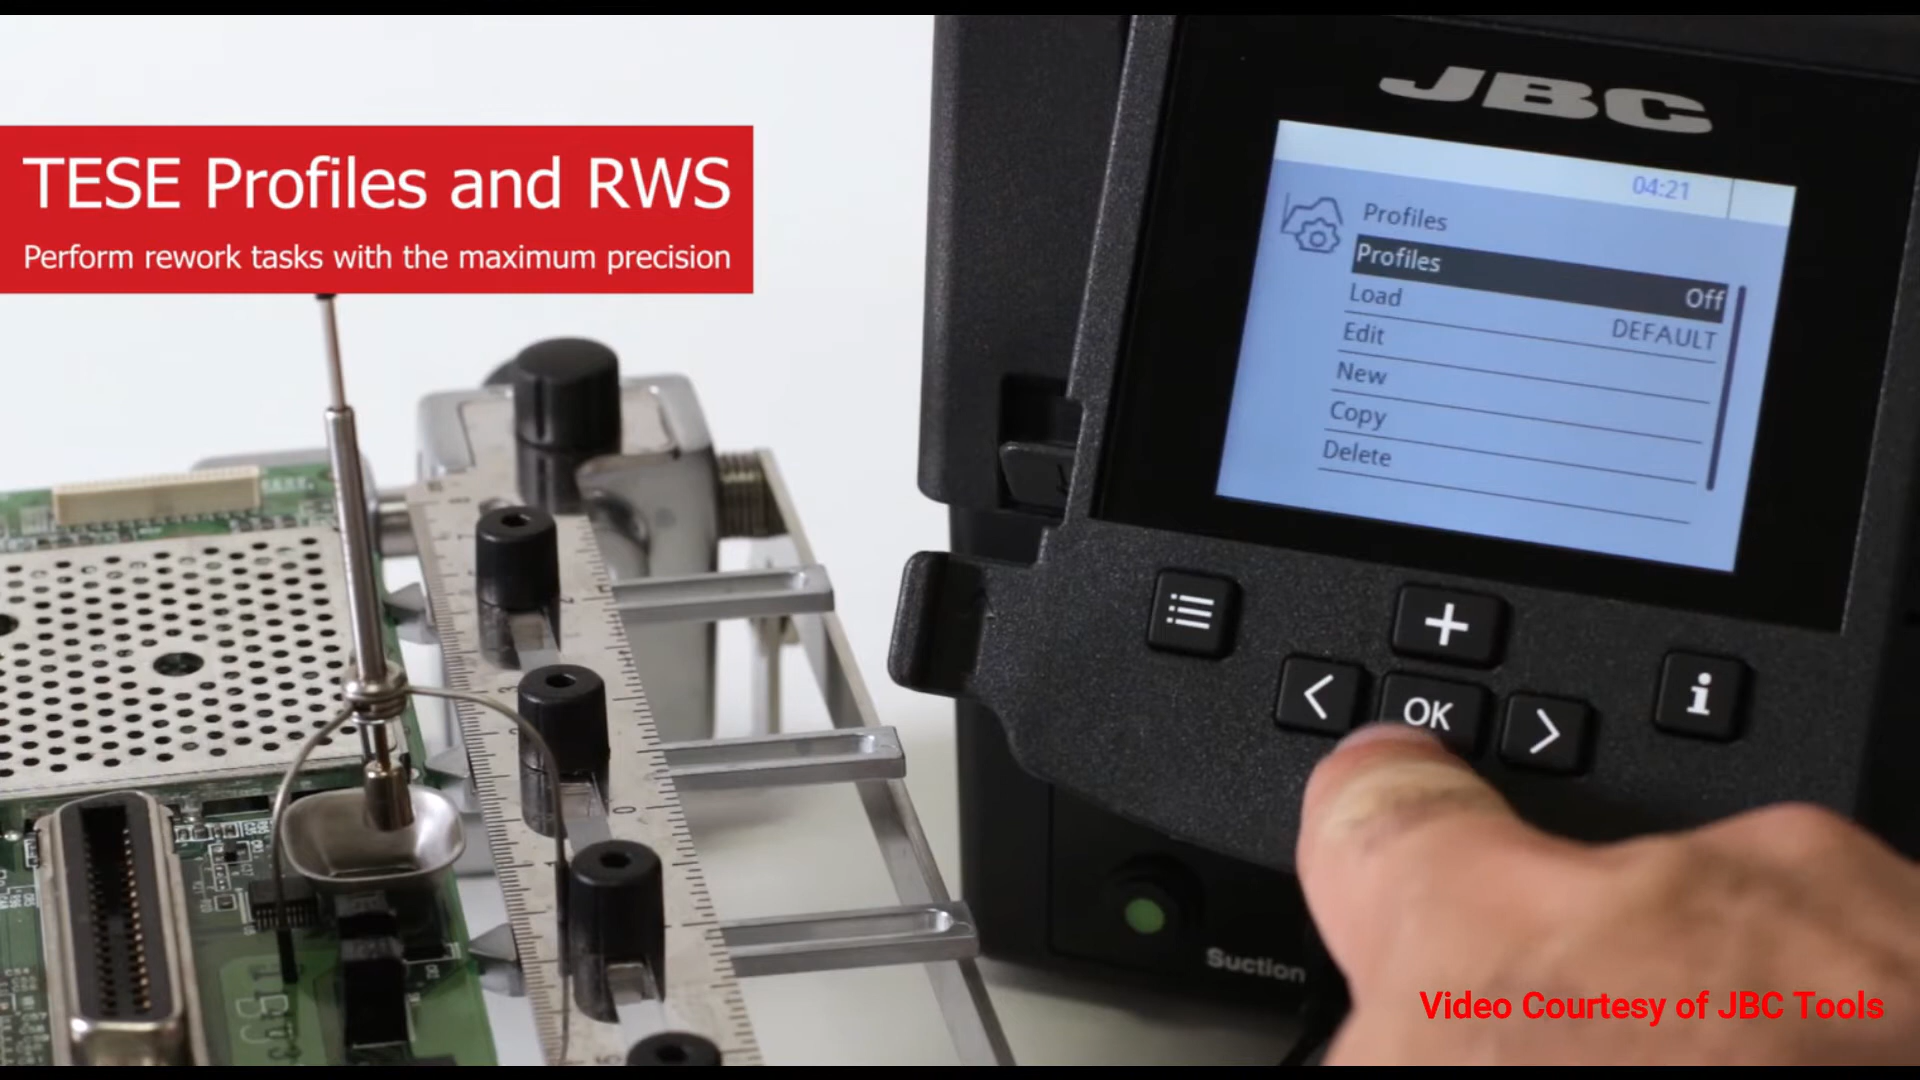 TESE Profiles and RWS
Perform rework tasks with the maximum precision
JBC
04:21
Profiles
Profiles Off
Load DEFAULT
Edit
New
Copy
Delete
OK
i
Suction
Video Courtesy of JBC Tools